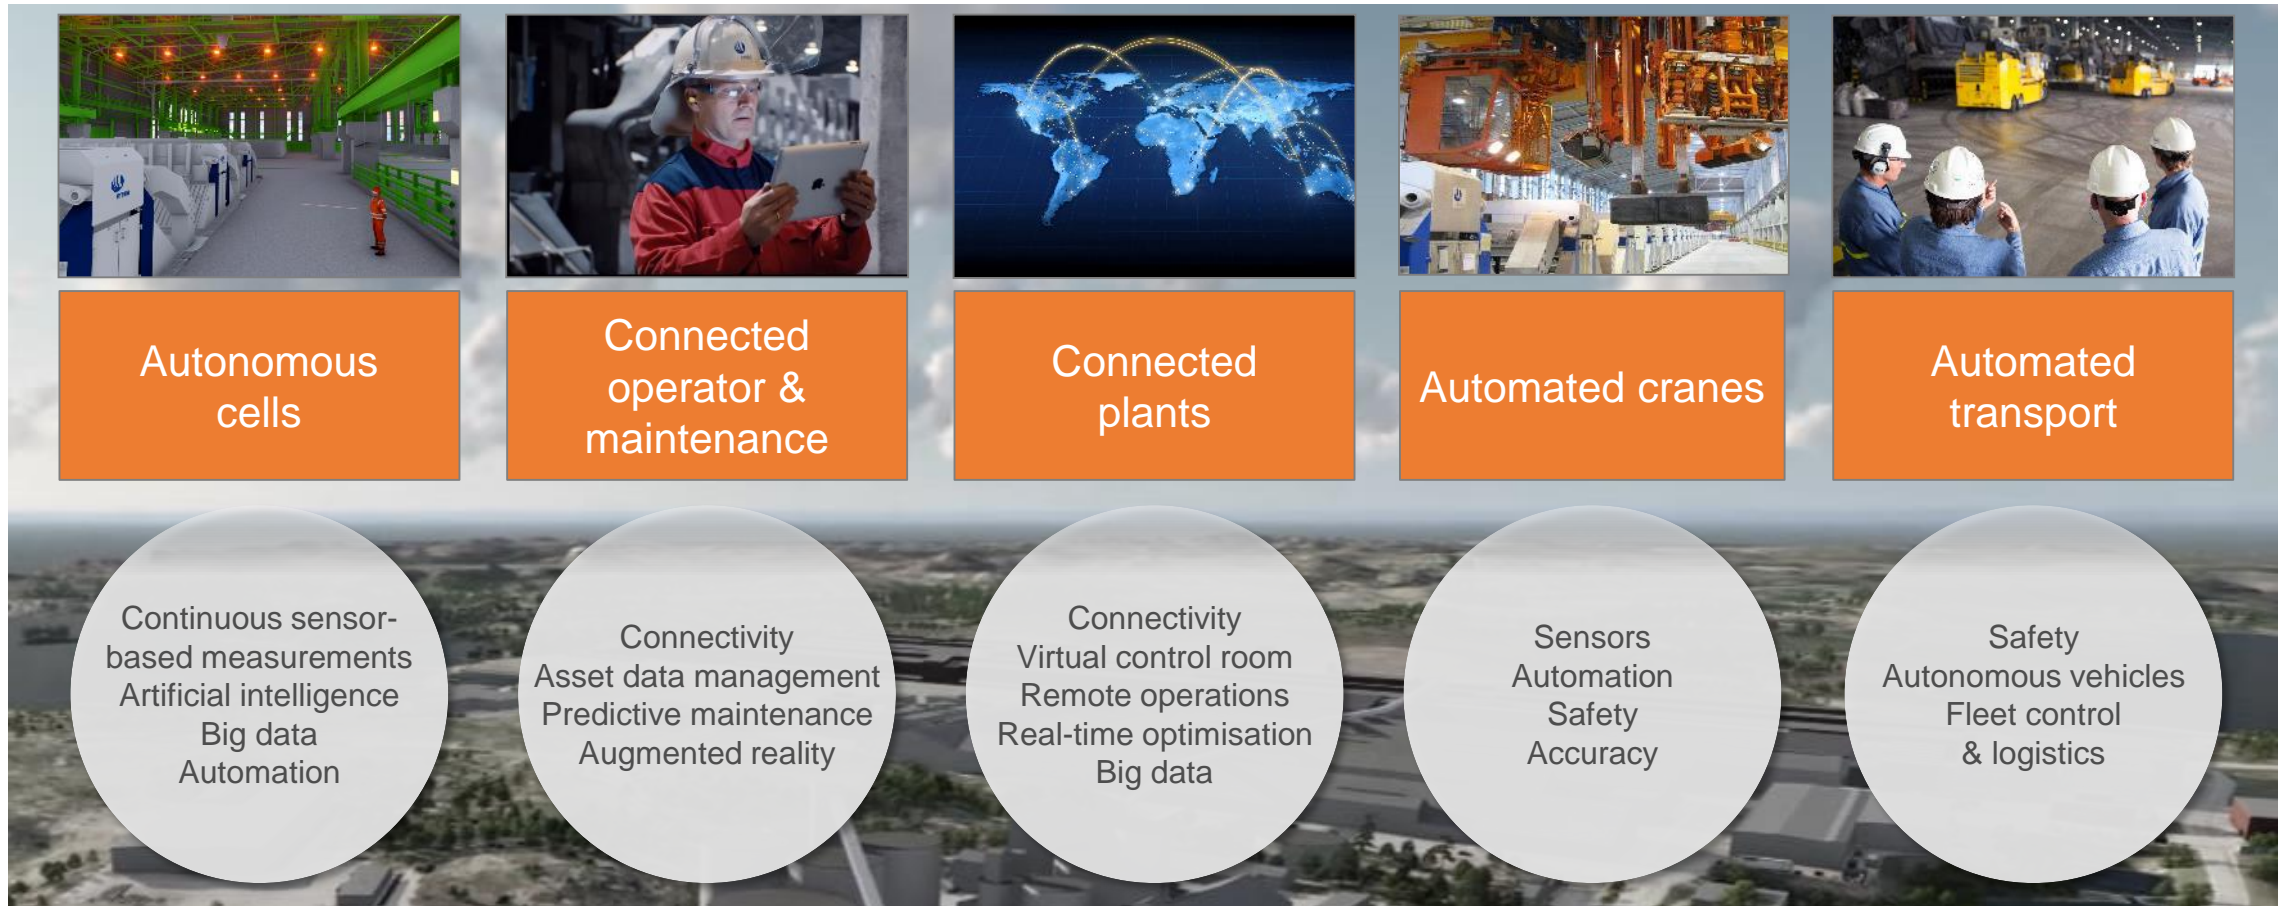 Autonomous
cells
Connected
operator &
maintenance
Connected
plants
Automated cranes
Automated
transport
Continuous sensor-
based measurements
Artificial intelligence
Big data
Automation
Connectivity
Asset data management
Predictive maintenance
Augmented reality
Connectivity
Virtual control room
Remote operations
Real-time optimisation
Big data
Sensors
Automation
Safety
Accuracy
Safety
Autonomous vehicles
Fleet control
& logistics